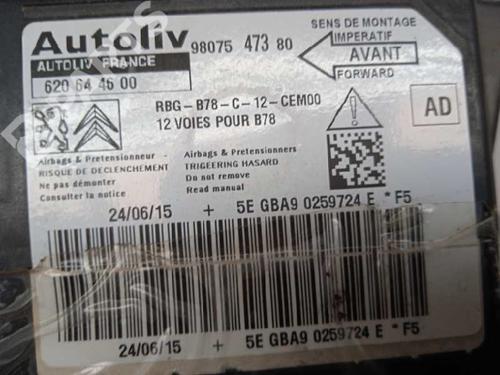 Autoliv
AUTOLIV FRANCE
620 64 46 00
98075 473 80
SENS DE MONTAGE
IMPERATIF
AVANT
FORWARD
RBG-B78-C-12-CEM00
12 VOIES POUR B78
AD
Airbags & Pretensionneur
RISQUE DE DECLENCHEMENT
Ne pas démonter
Consulter la notice
Airbags & Pretensionners
TRIGEERING HASARD
Do not remove
Read manual
24/06/15 + 5E GBA9 0259724 E * F5
24/06/15 + 5E GBA9 0259724 E * F5